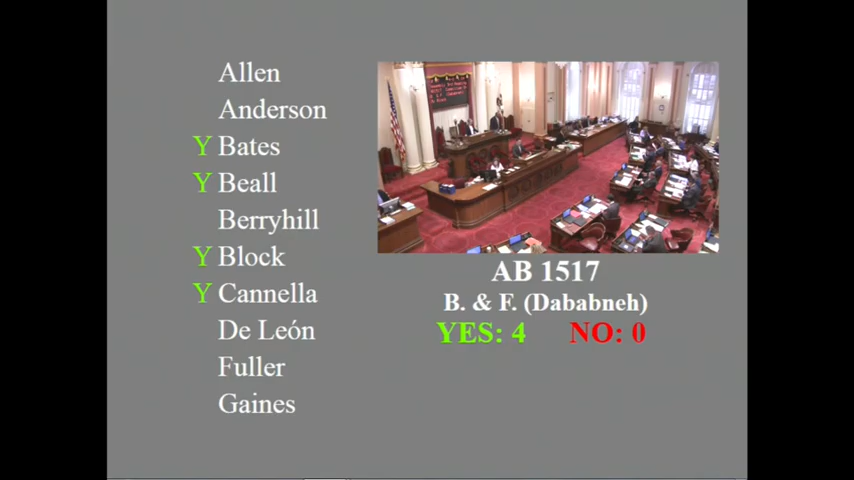 Allen
Anderson
Y Bates
Y Beall
Berryhill
Y Block
Y Cannella
De León
Fuller
Gaines
AB 1517
B. & F. (Dababneh)
YES: 4 NO: 0